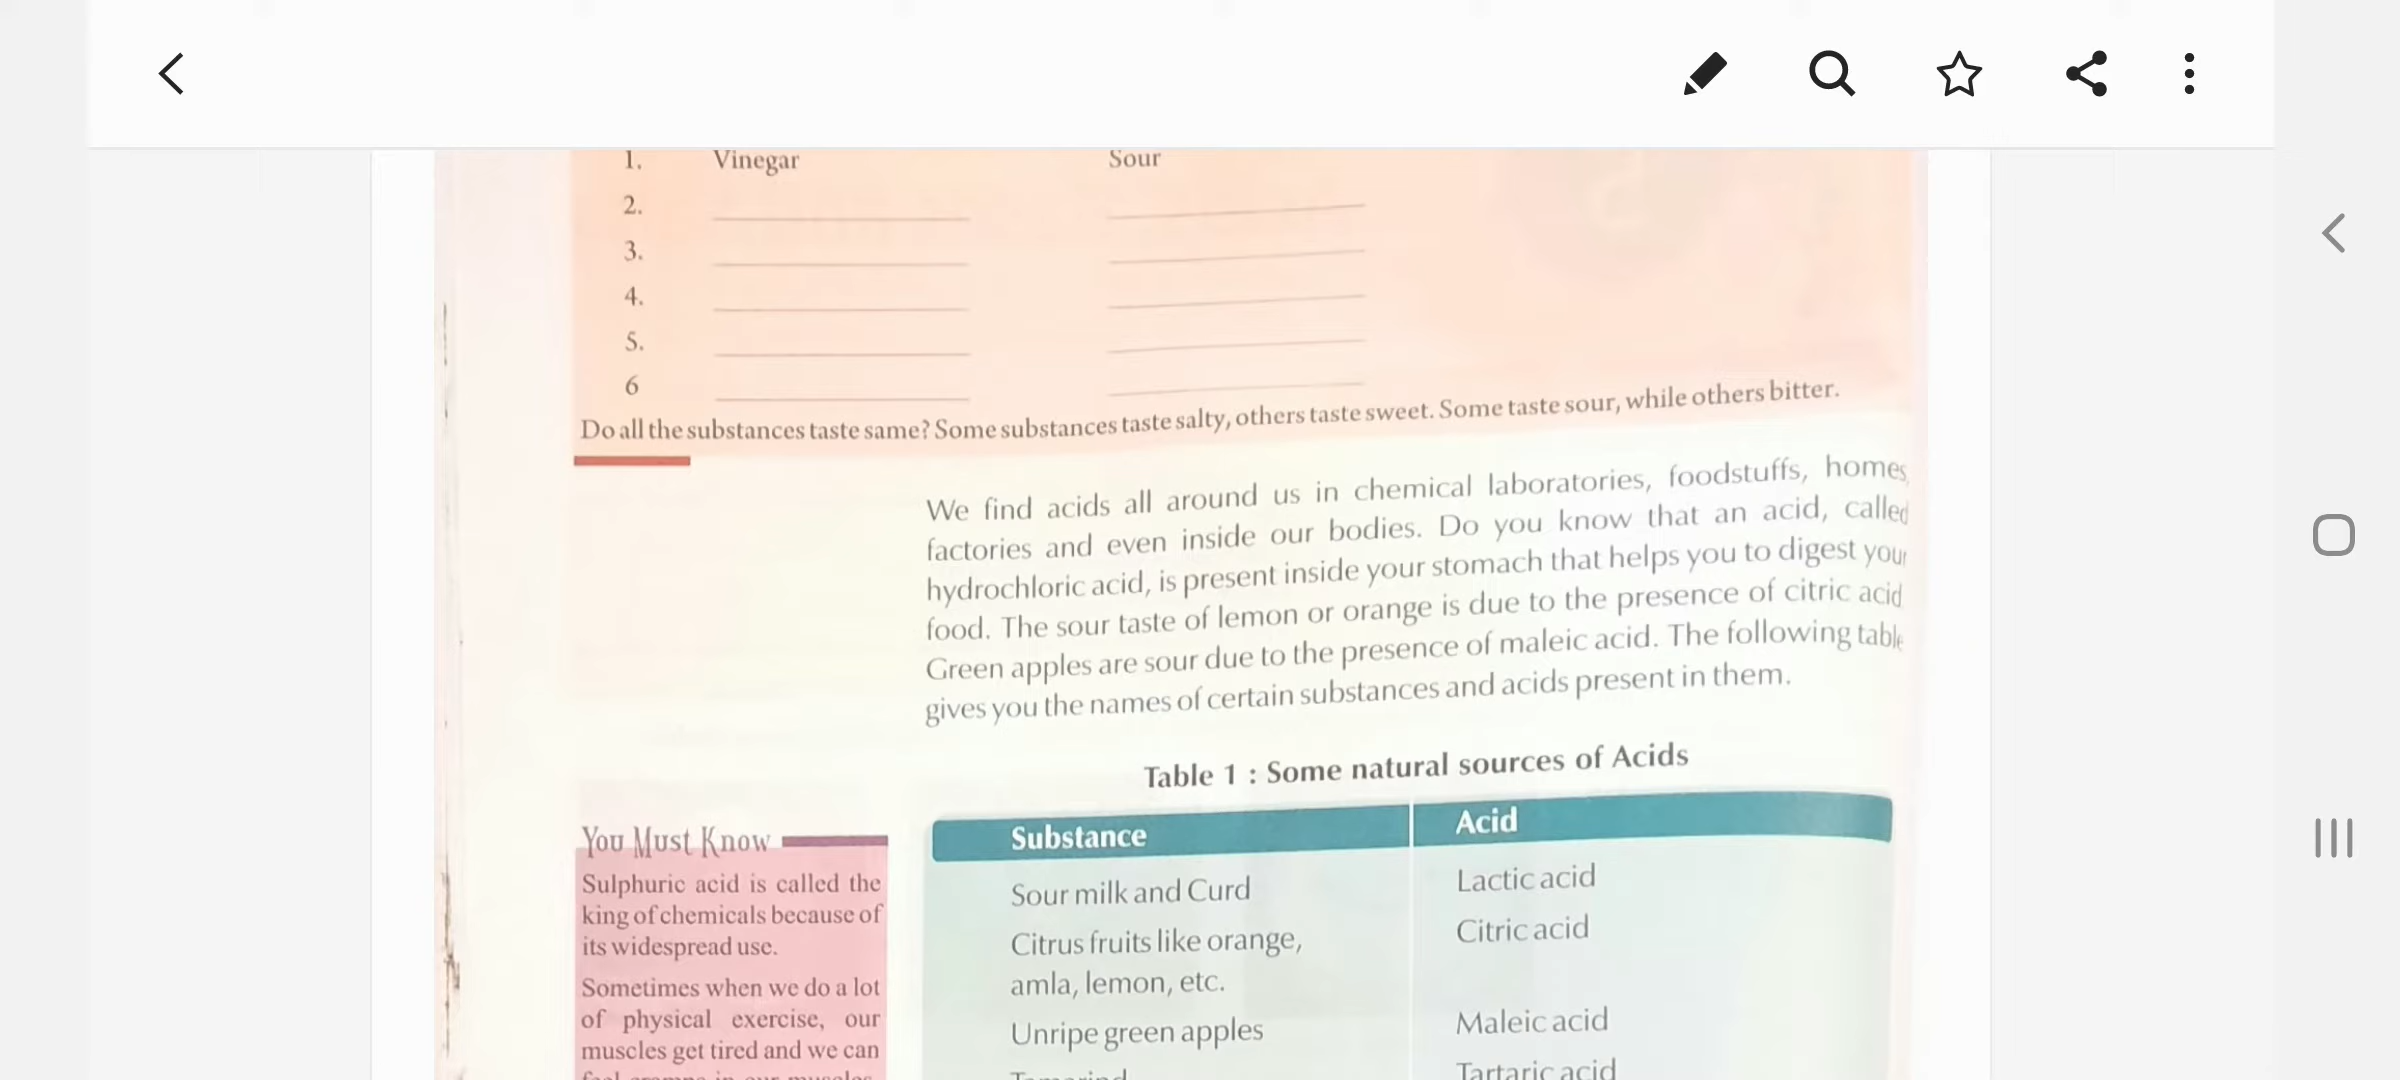 1. Vinegar Sour
2.
3.
4.
5.
6
Do all the substances taste same? Some substances taste salty, others taste sweet. Some taste sour, while others bitter.
We find acids all around us in chemical laboratories, foodstuffs, homes,
factories and even inside our bodies. Do you know that an acid, called
hydrochloric acid, is present inside your stomach that helps you to digest your
food. The sour taste of lemon or orange is due to the presence of citric acid
Green apples are sour due to the presence of maleic acid. The following table
gives you the names of certain substances and acids present in them.
Table 1 : Some natural sources of Acids
Substance Acid
Sour milk and Curd Lactic acid
Citrus fruits like orange, Citric acid
amla, lemon, etc.
Unripe green apples Maleic acid
Tamarind Tartaric acid
You Must Know
Sulphuric acid is called the
king of chemicals because of
its widespread use.
Sometimes when we do a lot
of physical exercise, our
muscles get tired and we can
feel cramps in our muscles.